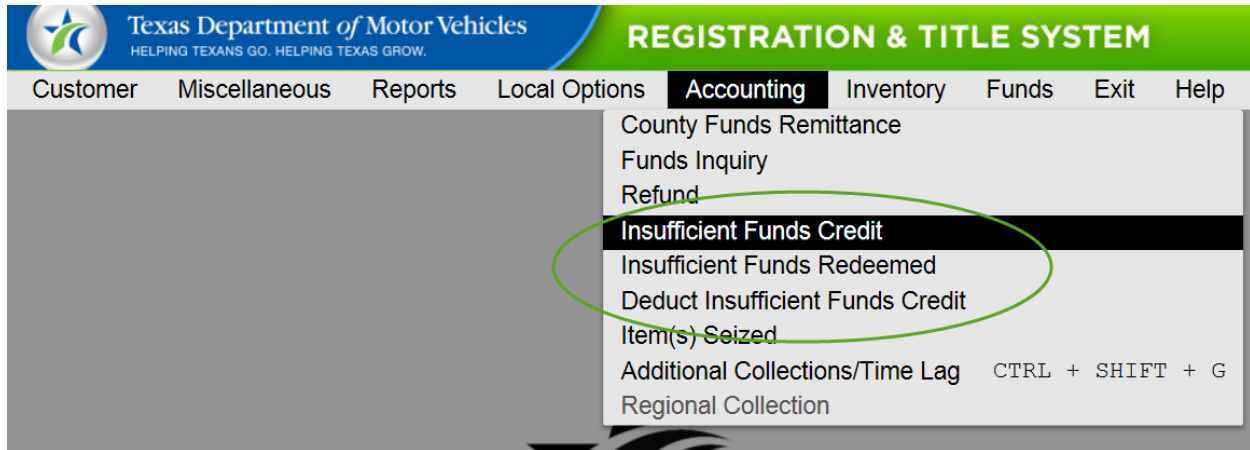 Texas Department of Motor Vehicles
HELPING TEXANS GO. HELPING TEXAS GROW.
REGISTRATION & TITLE SYSTEM
Customer Miscellaneous Reports Local Options Accounting Inventory Funds Exit Help
County Funds Remittance
Funds Inquiry
Refund
Insufficient Funds Credit
Insufficient Funds Redeemed
Deduct Insufficient Funds Credit
Item(s) Seized
Additional Collections/Time Lag CTRL + SHIFT + G
Regional Collection